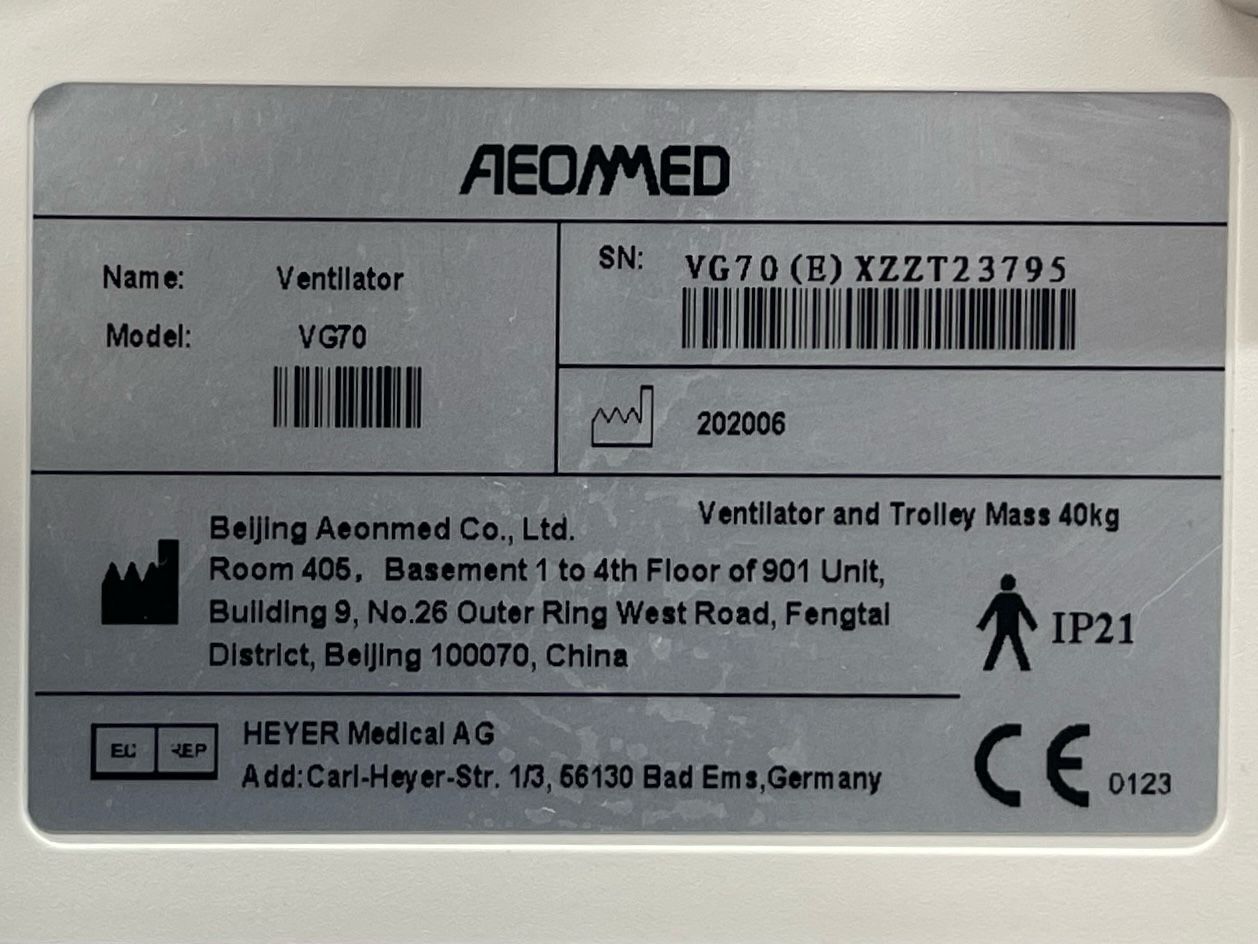 AEONMED
Name: Ventilator
Model: VG70
SN: VG70(E)XZZT23795
202006
Ventilator and Trolley Mass 40kg
Beijing Aeonmed Co., Ltd.
Room 405, Basement 1 to 4th Floor of 901 Unit,
Building 9, No.26 Outer Ring West Road, Fengtai
District, Beijing 100070, China
IP21
EC REP
HEYER Medical AG
Add:Carl-Heyer-Str. 1/3, 56130 Bad Ems,Germany
CE 0123